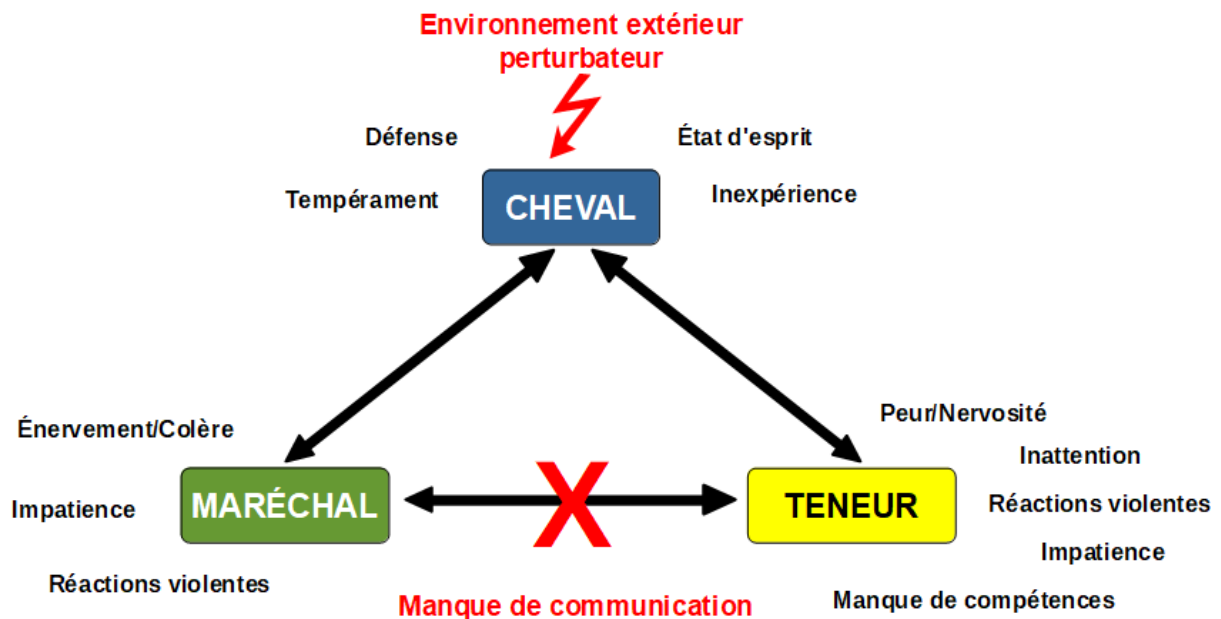 Environnement extérieur
perturbateur
Défense
État d'esprit
Tempérament
CHEVAL
Inexpérience
Énervement/Colère
Peur/Nervosité
Inattention
Impatience
MARÉCHAL
TENEUR
Réactions violentes
Impatience
Réactions violentes
Manque de communication
Manque de compétences